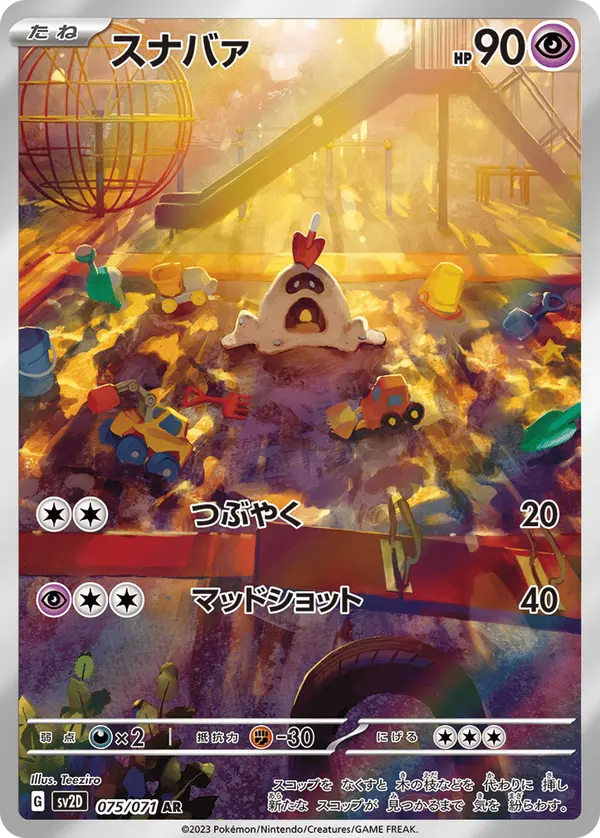 たね スナバァ HP 90
つぶやく 20
マッドショット 40
弱点 ×2 抵抗力 -30 にげる
Illus. Teeziro
G sv2D 075/071 AR
スコップを なくすと 木の枝などを 代わりに 挿し
新たな スコップが 見つかるまで 気を 紛らわす。
©2023 Pokémon/Nintendo/Creatures/GAME FREAK.